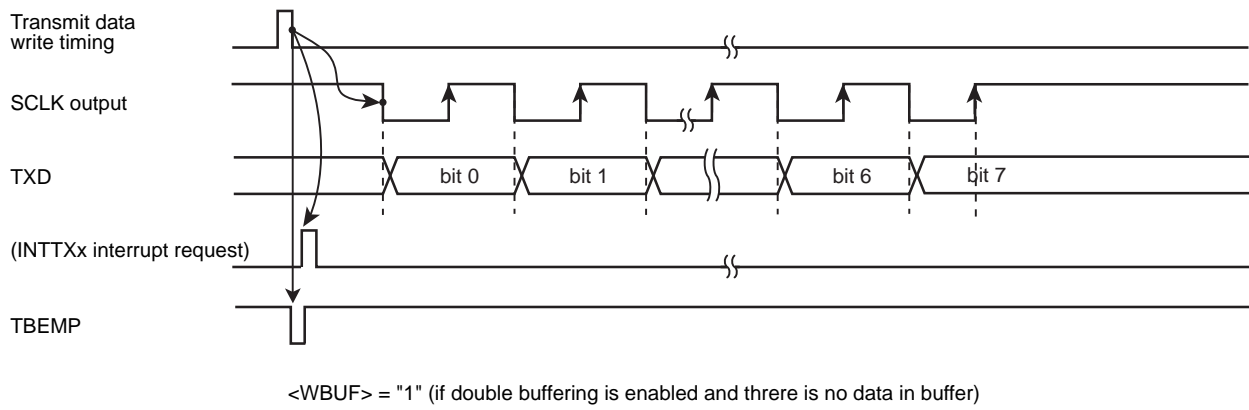 Transmit data
write timing
SCLK output
TXD
bit 0
bit 1
bit 6
bit 7
(INTTXx interrupt request)
TBEMP
<WBUF> = "1" (if double buffering is enabled and threre is no data in buffer)